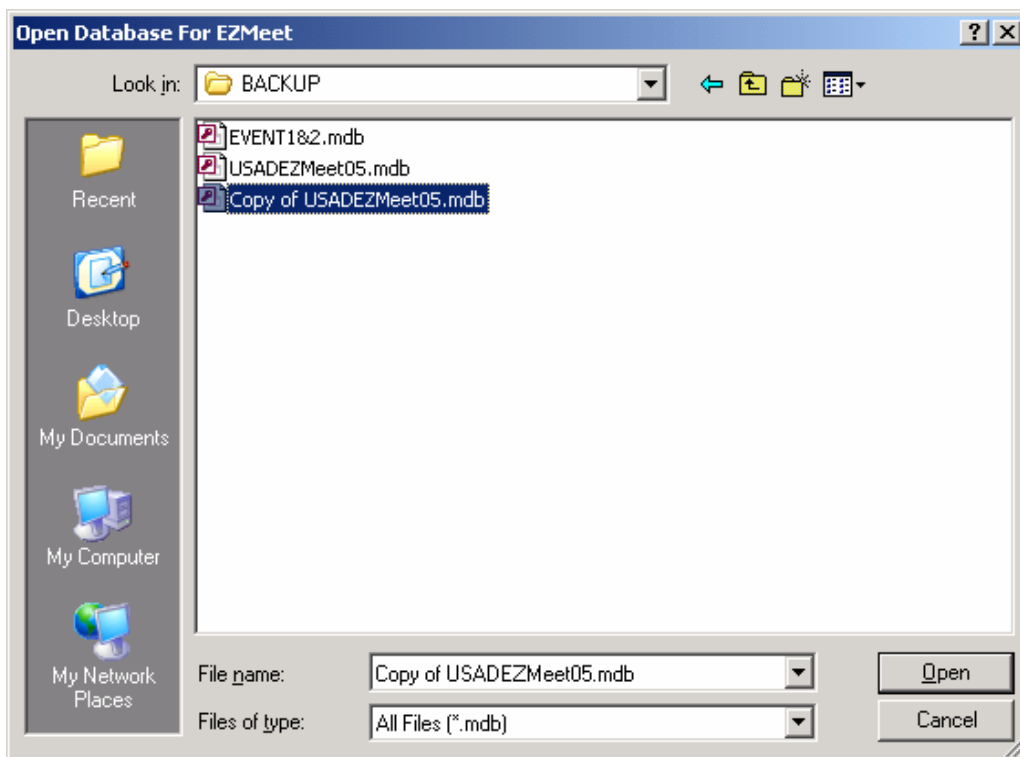 Open Database For EZMeet
Look in: BACKUP
EVENT1&2.mdb
USADEZMeet05.mdb
Copy of USADEZMeet05.mdb
Recent
Desktop
My Documents
My Computer
My Network
Places
File name: Copy of USADEZMeet05.mdb Open
Files of type: All Files (*.mdb) Cancel